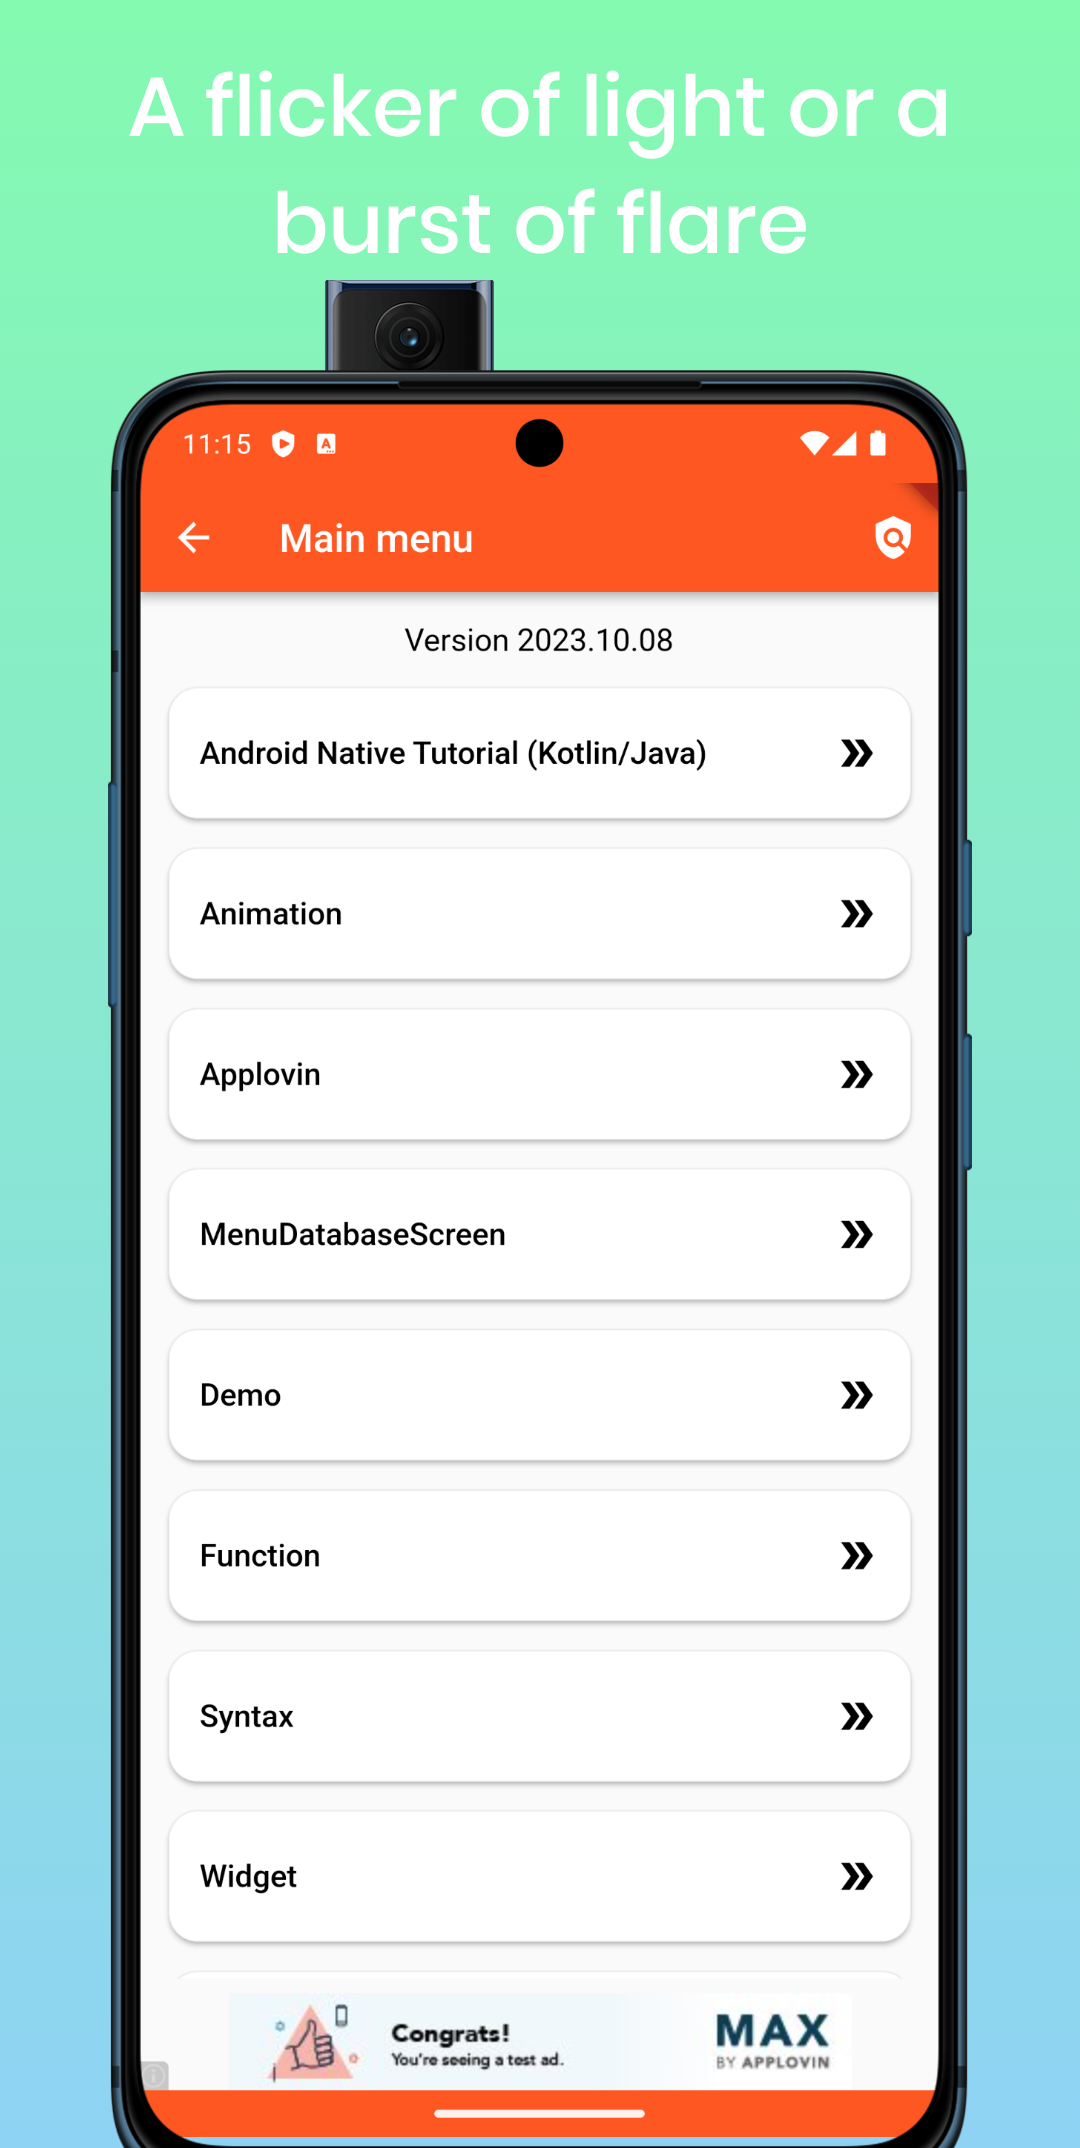 A flicker of light or a
burst of flare
11:15
Main menu
Version 2023.10.08
Android Native Tutorial (Kotlin/Java)
Animation
Applovin
MenuDatabaseScreen
Demo
Function
Syntax
Widget
Congrats!
You're seeing a test ad.
MAX
BY APPLOVIN